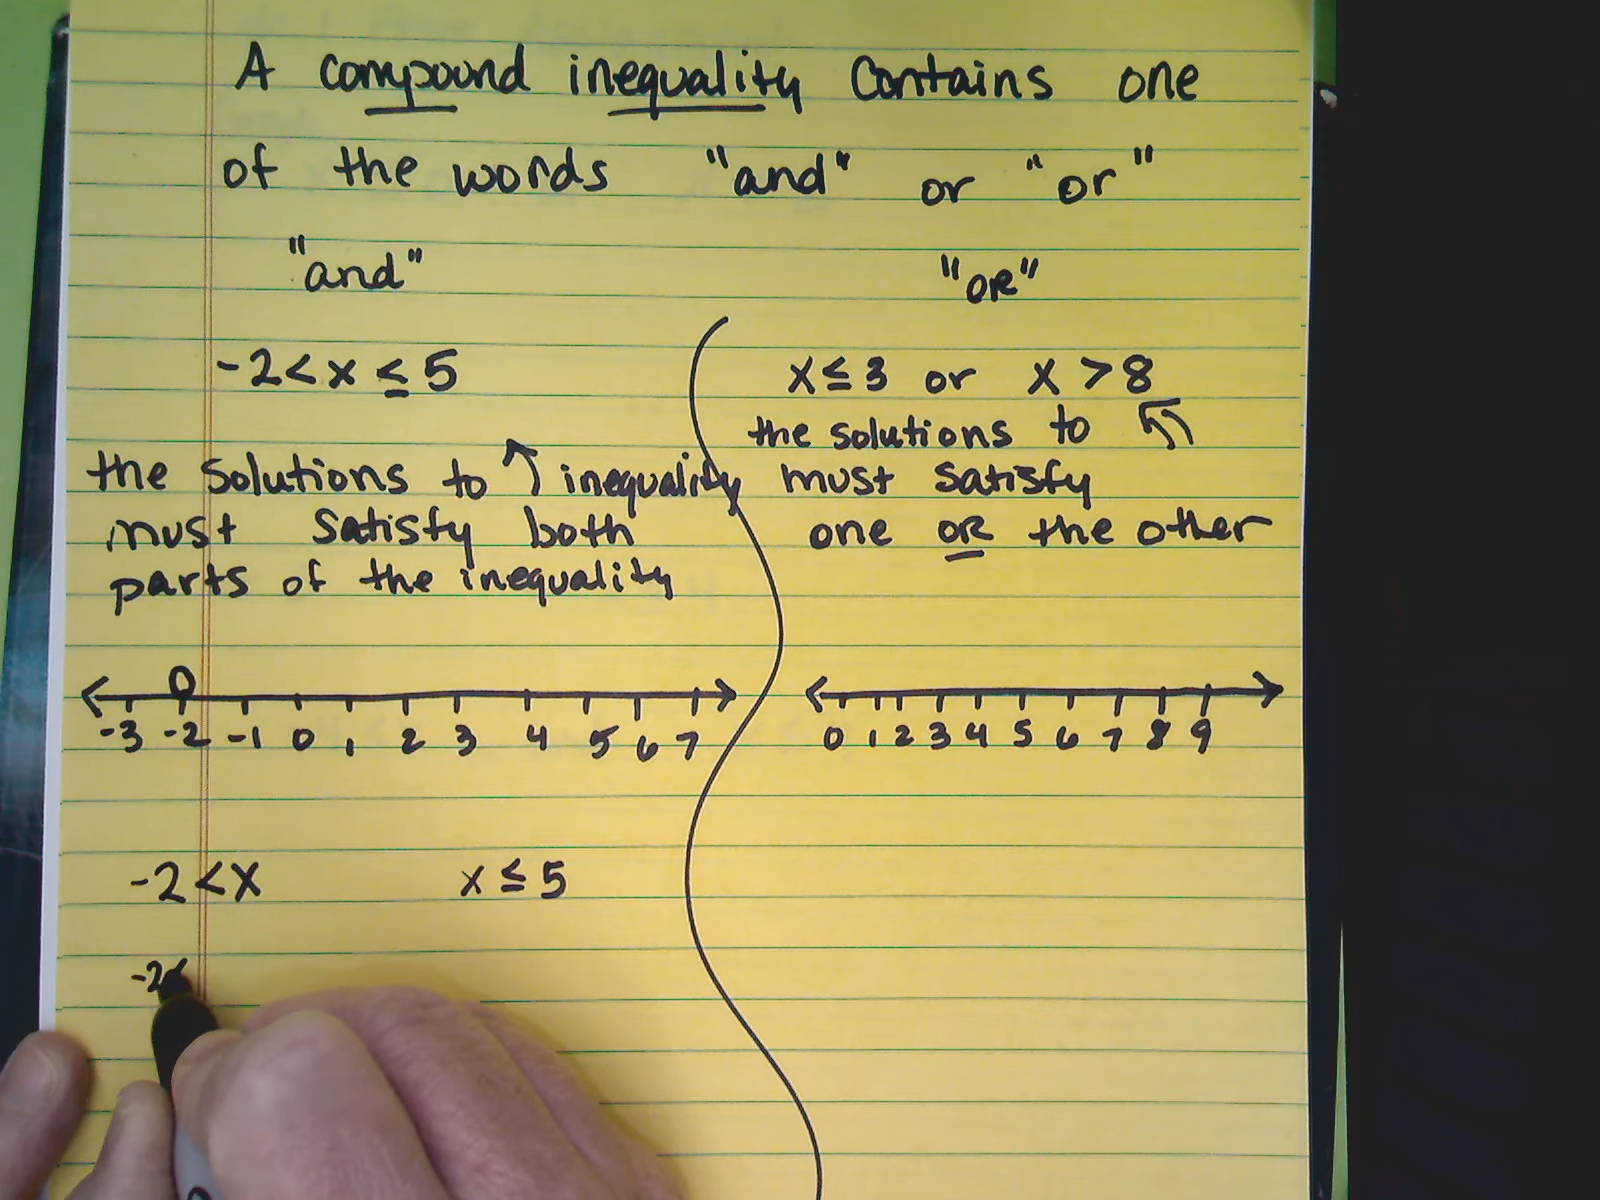 A compound inequality contains one
of the words "and" or "or"
"and"
-2 < x ≤ 5
the solutions to inequality
must satisfy both
parts of the inequality
-3 -2 -1 0 1 2 3 4 5 6 7
-2 < x x ≤ 5
-2 <
"OR"
x ≤ 3 or x > 8
the solutions to
must satisfy
one OR the other
0 1 2 3 4 5 6 7 8 9